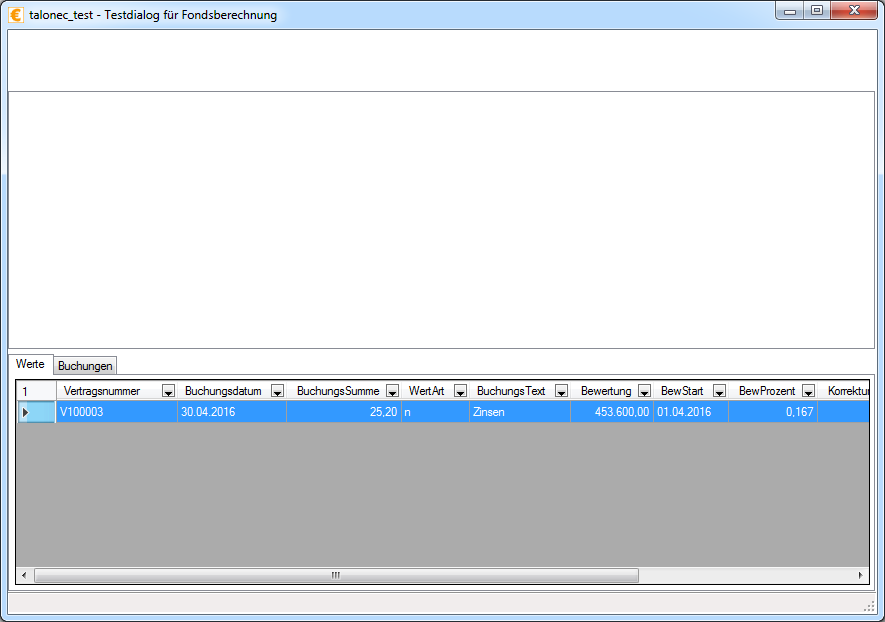 talonec_test - Testdialog für Fondsberechnung
Werte Buchungen
1 Vertragsnummer Buchungsdatum BuchungsSumme WertArt BuchungsText Bewertung BewStart BewProzent Korrektur
V100003 30.04.2016 25,20 n Zinsen 453.600,00 01.04.2016 0,167